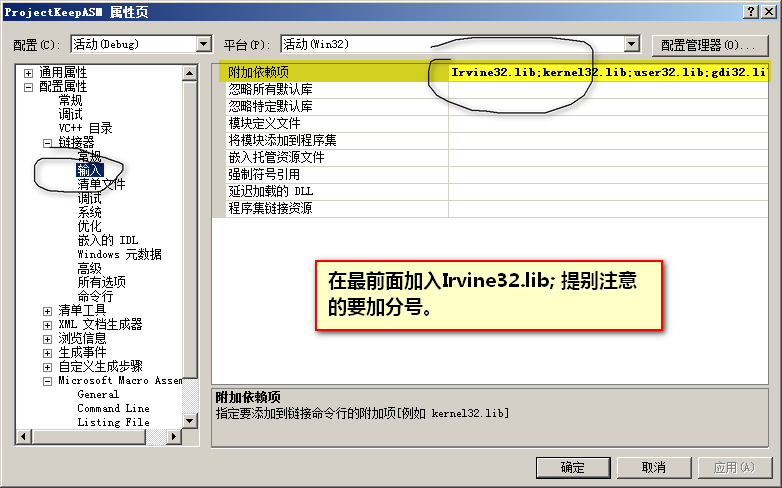 ProjectKeepASM 属性页
配置(C): 活动(Debug) 平台(P): 活动(Win32) 配置管理器(O)...
通用属性
配置属性
常规
调试
VC++ 目录
链接器
常规
输入
清单文件
调试
系统
优化
嵌入的 IDL
Windows 元数据
高级
所有选项
命令行
清单工具
XML 文档生成器
浏览信息
生成事件
自定义生成步骤
Microsoft Macro Assem
General
Command Line
Listing File
附加依赖项 Irvine32.lib;kernel32.lib;user32.lib;gdi32.li
忽略所有默认库
忽略特定默认库
模块定义文件
将模块添加到程序集
嵌入托管资源文件
强制符号引用
延迟加载的 DLL
程序集链接资源
在最前面加入Irvine32.lib; 提别注意
的要加分号。
附加依赖项
指定要添加到链接命令行的附加项[例如 kernel32.lib]
确定 取消 应用(A)